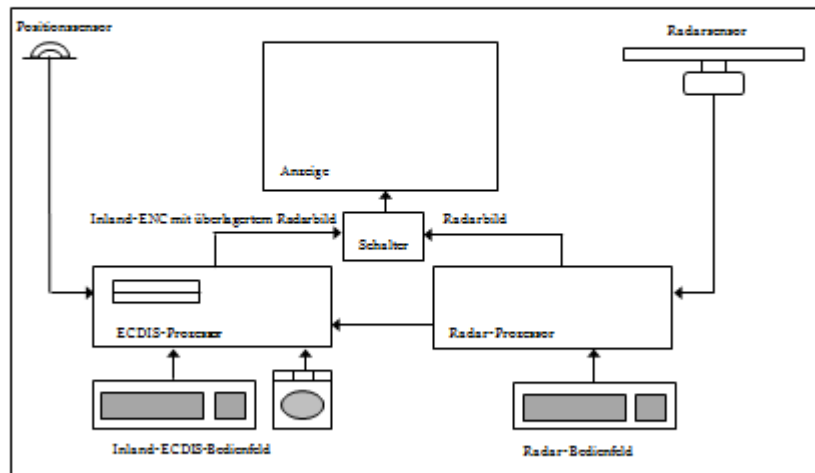 Positionssensor
Radarsensor
Anzeige
Inland-ENC mit überlagertem Radarbild
Radarbild
Schalter
ECDIS-Prozessor
Radar-Prozessor
Inland-ECDIS-Bedienfeld
Radar-Bedienfeld